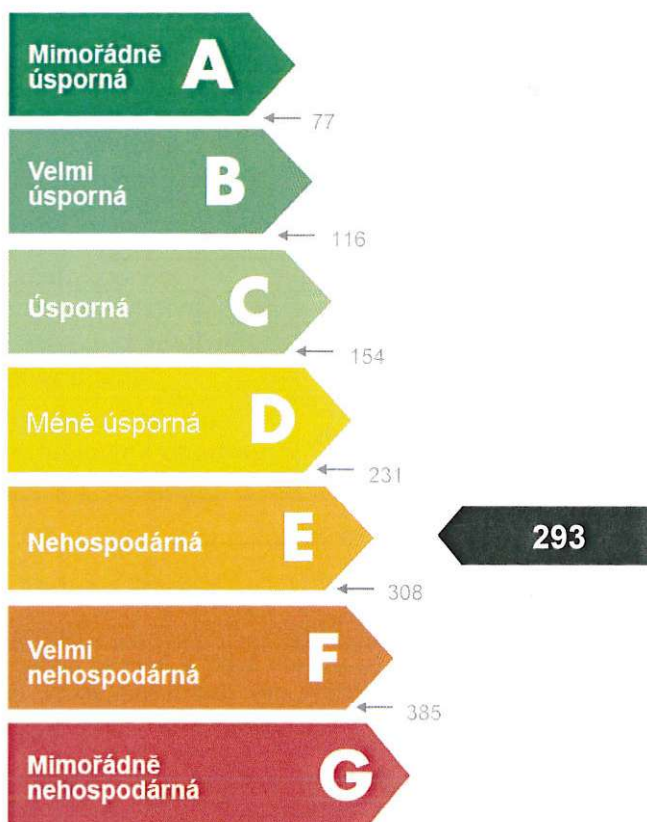 Mimořádně
úsporná
A
77
Velmi
úsporná
B
116
Úsporná
C
154
Méně úsporná
D
231
Nehospodárná
E
293
308
Velmi
nehospodárná
F
385
Mimořádně
nehospodárná
G